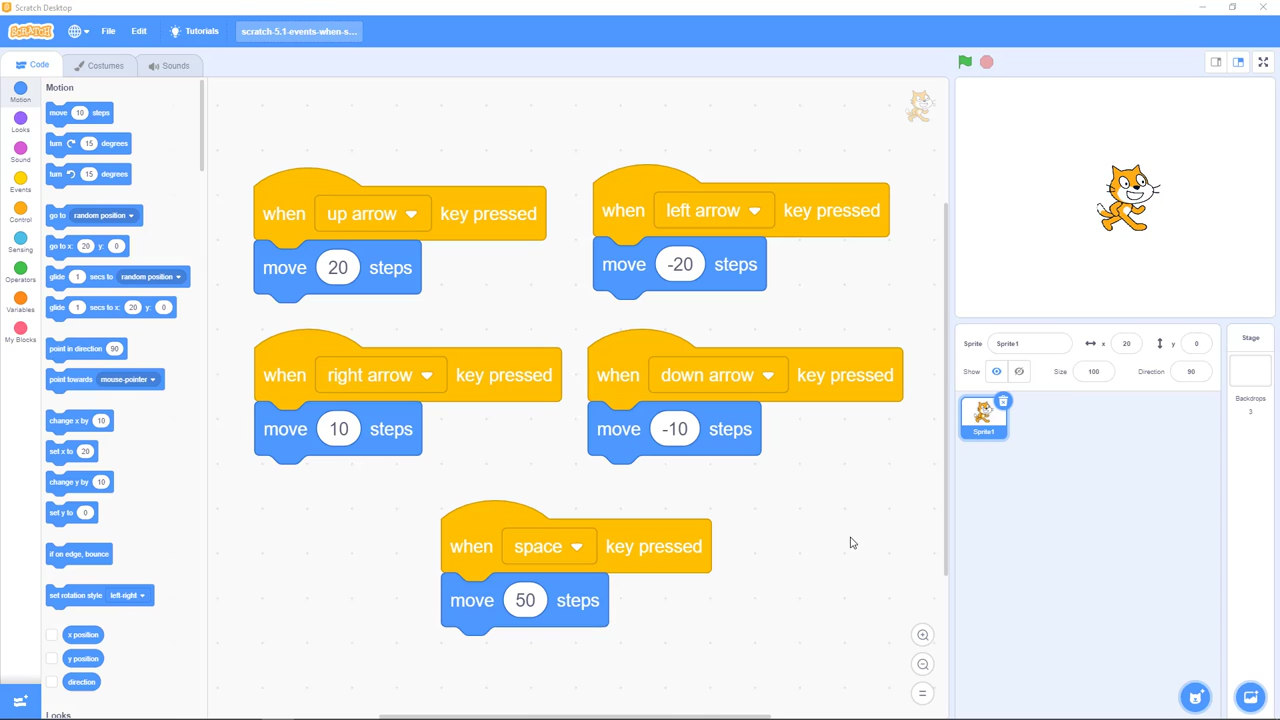 Scratch Desktop
SCRATCH
File
Edit
Tutorials
scratch-5.1-events-when-s...
Code
Costumes
Sounds
Motion
Looks
Sound
Events
Control
Sensing
Operators
Variables
My Blocks
Motion
move 10 steps
turn 15 degrees
turn 15 degrees
go to random position
go to x: 20 y: 0
glide 1 secs to random position
glide 1 secs to x: 20 y: 0
point in direction 90
point towards mouse-pointer
change x by 10
set x to 20
change y by 10
set y to 0
if on edge, bounce
set rotation style left-right
x position
y position
direction
Looks
when up arrow key pressed
move 20 steps
when left arrow key pressed
move -20 steps
when right arrow key pressed
move 10 steps
when down arrow key pressed
move -10 steps
when space key pressed
move 50 steps
Sprite Sprite1 x 20 y 0
Show Size 100 Direction 90
Sprite1
Stage
Backdrops
3